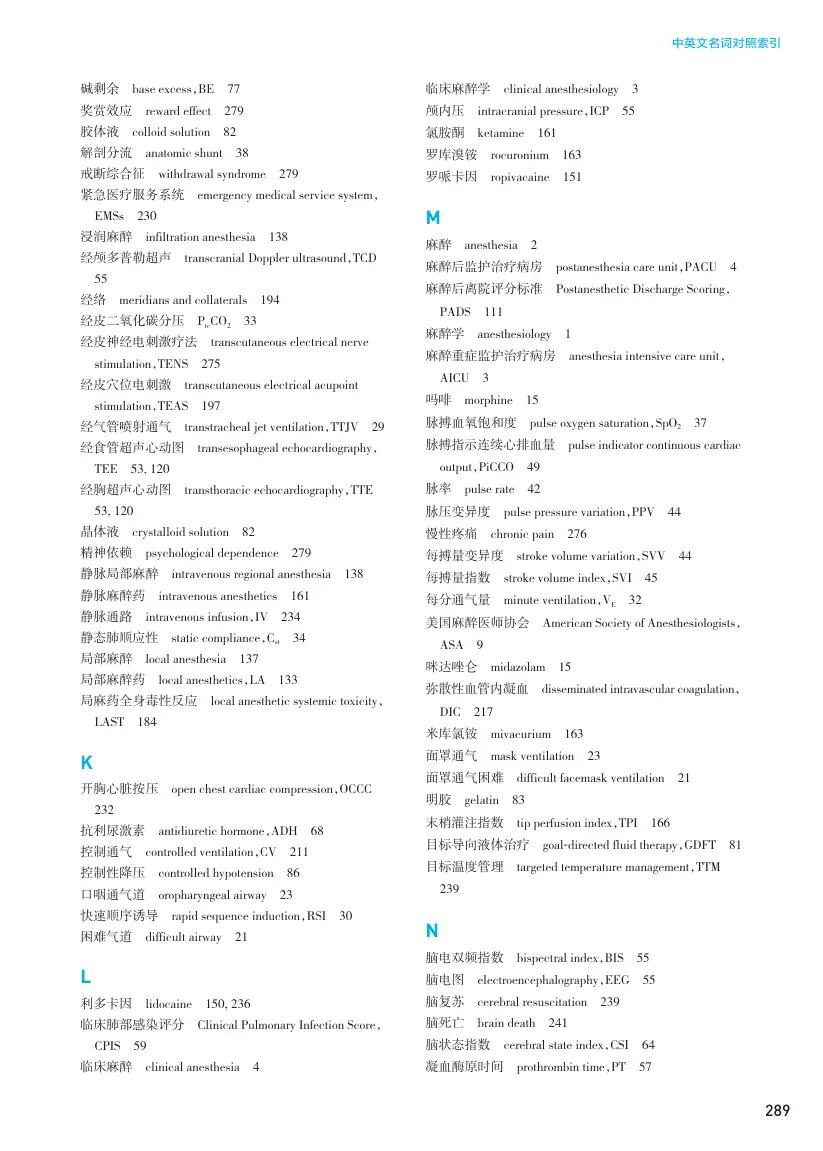 中英文名词对照索引
碱剩余 base excess,BE 77
奖赏效应 reward effect 279
胶体液 colloid solution 82
解剖分流 anatomic shunt 38
戒断综合征 withdrawal syndrome 279
紧急医疗服务系统 emergency medical service system,
EMSs 230
浸润麻醉 infiltration anesthesia 138
经颅多普勒超声 transcranial Doppler ultrasound,TCD
55
经络 meridians and collaterals 194
经皮二氧化碳分压 PtcCO2 33
经皮神经电刺激疗法 transcutaneous electrical nerve
stimulation,TENS 275
经皮穴位电刺激 transcutaneous electrical acupoint
stimulation,TEAS 197
经气管喷射通气 transtracheal jet ventilation,TTJV 29
经食管超声心动图 transesophageal echocardiography,
TEE 53, 120
经胸超声心动图 transthoracic echocardiography,TTE
53, 120
晶体液 crystalloid solution 82
精神依赖 psychological dependence 279
静脉局部麻醉 intravenous regional anesthesia 138
静脉麻醉药 intravenous anesthetics 161
静脉通路 intravenous infusion,IV 234
静态肺顺应性 static compliance,Cst 34
局部麻醉 local anesthesia 137
局部麻醉药 local anesthetics,LA 133
局麻药全身毒性反应 local anesthetic systemic toxicity,
LAST 184
K
开胸心脏按压 open chest cardiac compression,OCCC
232
抗利尿激素 antidiuretic hormone,ADH 68
控制通气 controlled ventilation,CV 211
控制性降压 controlled hypotension 86
口咽通气道 oropharyngeal airway 23
快速顺序诱导 rapid sequence induction,RSI 30
困难气道 difficult airway 21
L
利多卡因 lidocaine 150, 236
临床肺部感染评分 Clinical Pulmonary Infection Score,
CPIS 59
临床麻醉 clinical anesthesia 4
临床麻醉学 clinical anesthesiology 3
颅内压 intracranial pressure,ICP 55
氯胺酮 ketamine 161
罗库溴铵 rocuronium 163
罗哌卡因 ropivacaine 151
M
麻醉 anesthesia 2
麻醉后监护治疗病房 postanesthesia care unit,PACU 4
麻醉后离院评分标准 Postanesthetic Discharge Scoring,
PADS 111
麻醉学 anesthesiology 1
麻醉重症监护治疗病房 anesthesia intensive care unit,
AICU 3
吗啡 morphine 15
脉搏血氧饱和度 pulse oxygen saturation,SpO2 37
脉搏指示连续心排血量 pulse indicator continuous cardiac
output,PiCCO 49
脉率 pulse rate 42
脉压变异度 pulse pressure variation,PPV 44
慢性疼痛 chronic pain 276
每搏量变异度 stroke volume variation,SVV 44
每搏量指数 stroke volume index,SVI 45
每分通气量 minute ventilation,VE 32
美国麻醉医师协会 American Society of Anesthesiologists,
ASA 9
咪达唑仑 midazolam 15
弥散性血管内凝血 disseminated intravascular coagulation,
DIC 217
米库氯铵 mivacurium 163
面罩通气 mask ventilation 23
面罩通气困难 difficult facemask ventilation 21
明胶 gelatin 83
末梢灌注指数 tip perfusion index,TPI 166
目标导向液体治疗 goal-directed fluid therapy,GDFT 81
目标温度管理 targeted temperature management,TTM
239
N
脑电双频指数 bispectral index,BIS 55
脑电图 electroencephalography,EEG 55
脑复苏 cerebral resuscitation 239
脑死亡 brain death 241
脑状态指数 cerebral state index,CSI 64
凝血酶原时间 prothrombin time,PT 57
289